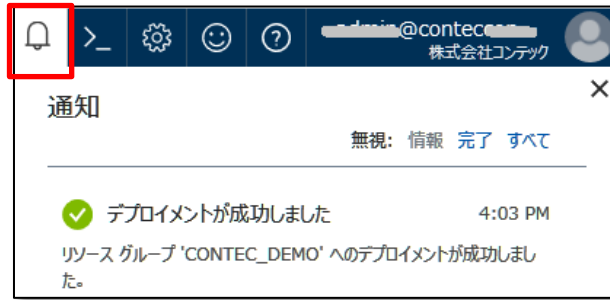 株式会社コンテック
通知
無視: 情報 完了 すべて
デプロイメントが成功しました 4:03 PM
リソース グループ 'CONTEC_DEMO' へのデプロイメントが成功しまし
た。